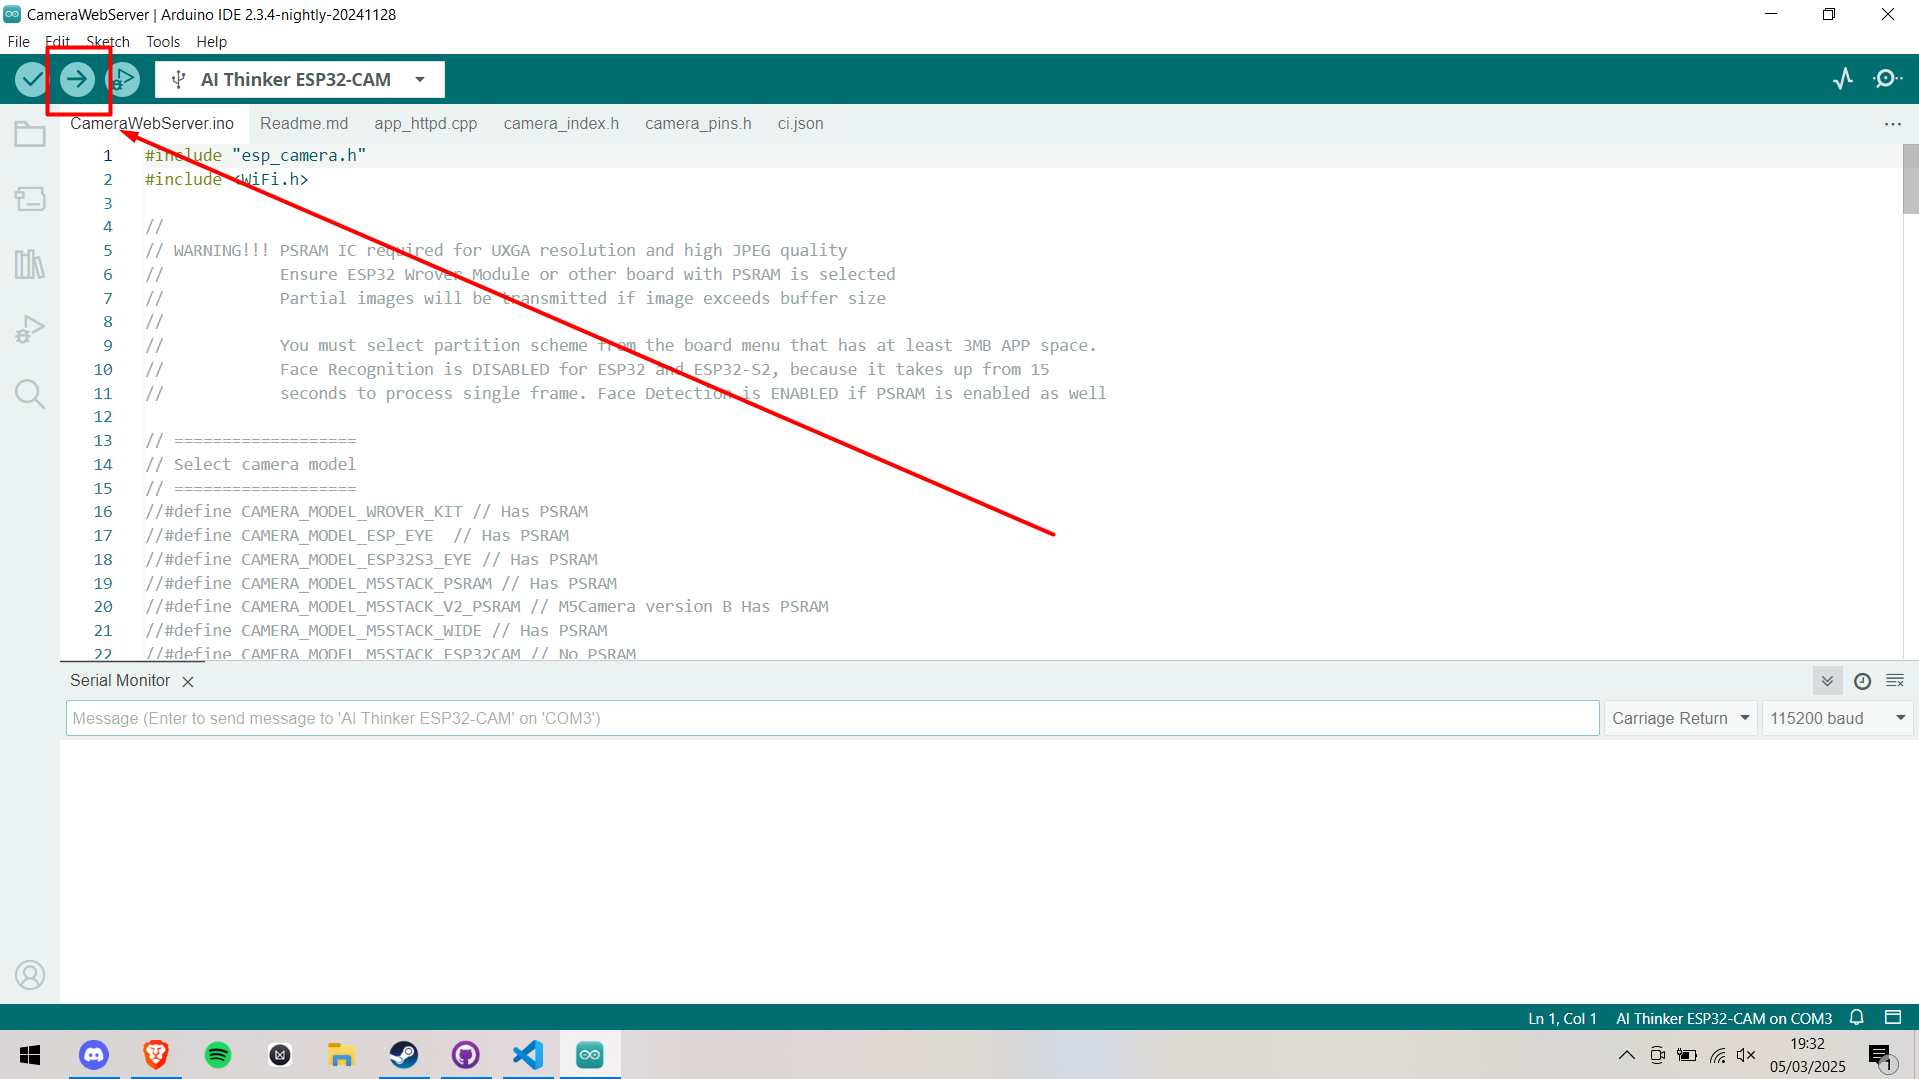 CameraWebServer | Arduino IDE 2.3.4-nightly-20241128
File Edit Sketch Tools Help
AI Thinker ESP32-CAM
CameraWebServer.ino Readme.md app_httpd.cpp camera_index.h camera_pins.h ci.json
1 #include "esp_camera.h"
2 #include <WiFi.h>
3
4 //
5 // WARNING!!! PSRAM IC required for UXGA resolution and high JPEG quality
6 // Ensure ESP32 Wrover Module or other board with PSRAM is selected
7 // Partial images will be transmitted if image exceeds buffer size
8 //
9 // You must select partition scheme from the board menu that has at least 3MB APP space.
10 // Face Recognition is DISABLED for ESP32 and ESP32-S2, because it takes up from 15
11 // seconds to process single frame. Face Detection is ENABLED if PSRAM is enabled as well
12
13 // ===================
14 // Select camera model
15 // ===================
16 //#define CAMERA_MODEL_WROVER_KIT // Has PSRAM
17 //#define CAMERA_MODEL_ESP_EYE  // Has PSRAM
18 //#define CAMERA_MODEL_ESP32S3_EYE // Has PSRAM
19 //#define CAMERA_MODEL_M5STACK_PSRAM // Has PSRAM
20 //#define CAMERA_MODEL_M5STACK_V2_PSRAM // M5Camera version B Has PSRAM
21 //#define CAMERA_MODEL_M5STACK_WIDE // Has PSRAM
22 //#define CAMERA_MODEL_M5STACK_ESP32CAM // No PSRAM
Serial Monitor
Message (Enter to send message to 'AI Thinker ESP32-CAM' on 'COM3')
Carriage Return
115200 baud
Ln 1, Col 1 AI Thinker ESP32-CAM on COM3
19:32
05/03/2025
1